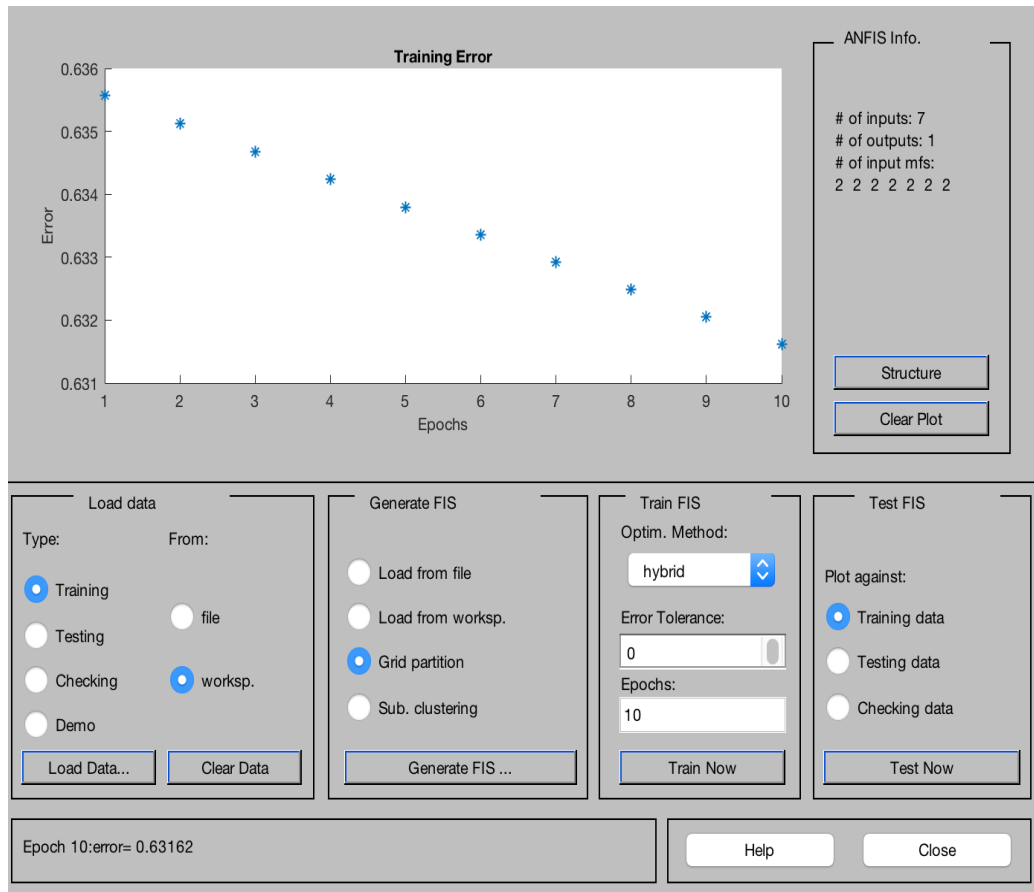 Training Error
0.636
0.635
0.634
0.633
0.632
0.631
Error
1 2 3 4 5 6 7 8 9 10
Epochs
ANFIS Info.
# of inputs: 7
# of outputs: 1
# of input mfs:
2 2 2 2 2 2 2
Structure
Clear Plot
Load data
Type:
From:
Training
Testing
Checking
Demo
file
worksp.
Load Data...
Clear Data
Generate FIS
Load from file
Load from worksp.
Grid partition
Sub. clustering
Generate FIS ...
Train FIS
Optim. Method:
hybrid
Error Tolerance:
0
Epochs:
10
Train Now
Test FIS
Plot against:
Training data
Testing data
Checking data
Test Now
Epoch 10:error= 0.63162
Help
Close